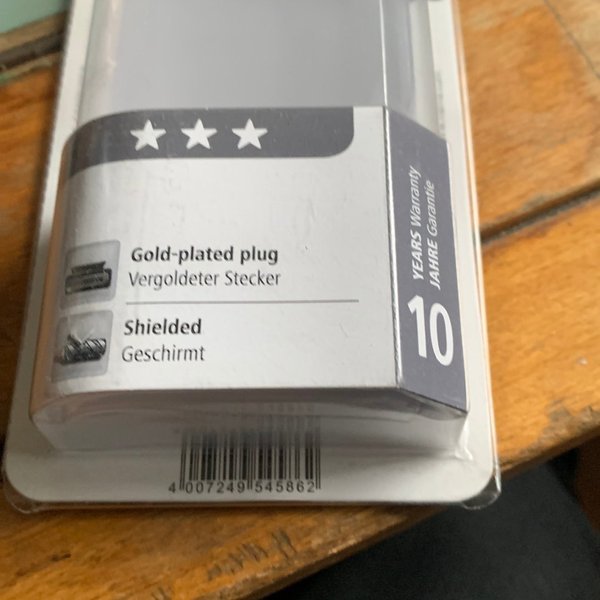 Gold-plated plug
Vergoldeter Stecker
Shielded
Geschirmt
10 YEARS Warranty
JAHRE Garantie
4 007249 545862